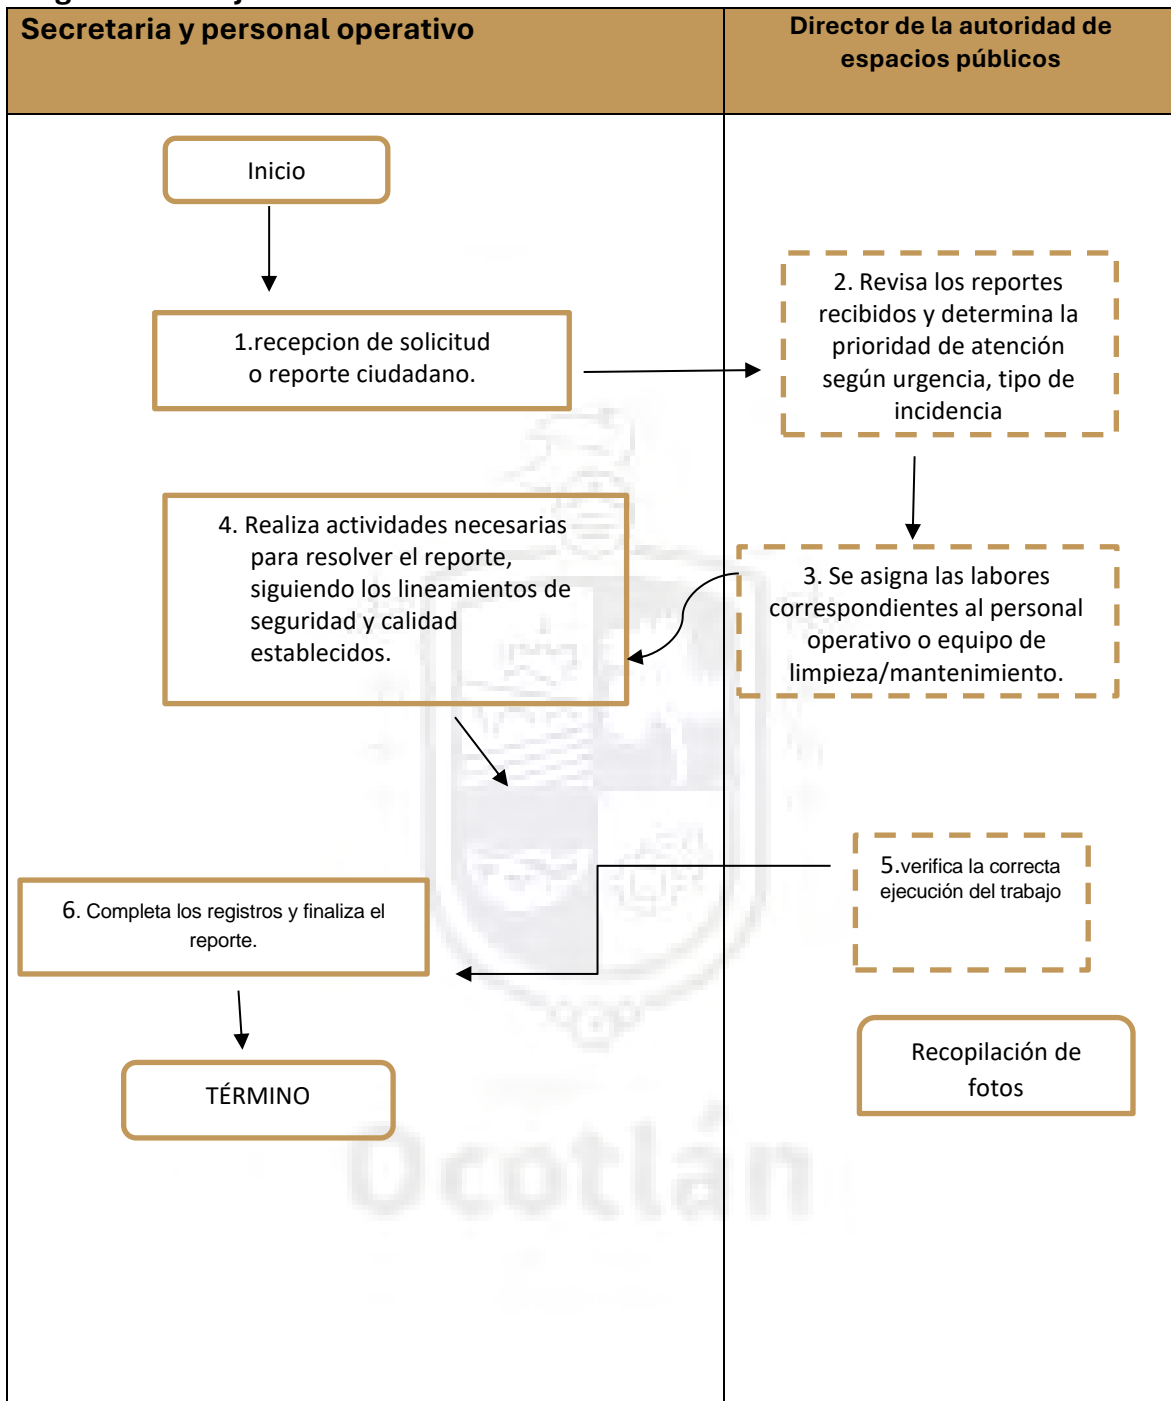 Secretaria y personal operativo
Director de la autoridad de
espacios públicos
Inicio
1.recepcion de solicitud
o reporte ciudadano.
2. Revisa los reportes
recibidos y determina la
prioridad de atención
según urgencia, tipo de
incidencia
3. Se asigna las labores
correspondientes al personal
operativo o equipo de
limpieza/mantenimiento.
4. Realiza actividades necesarias
para resolver el reporte,
siguiendo los lineamientos de
seguridad y calidad
establecidos.
5.verifica la correcta
ejecución del trabajo
6. Completa los registros y finaliza el
reporte.
Recopilación de
fotos
TÉRMINO
Ocotlán